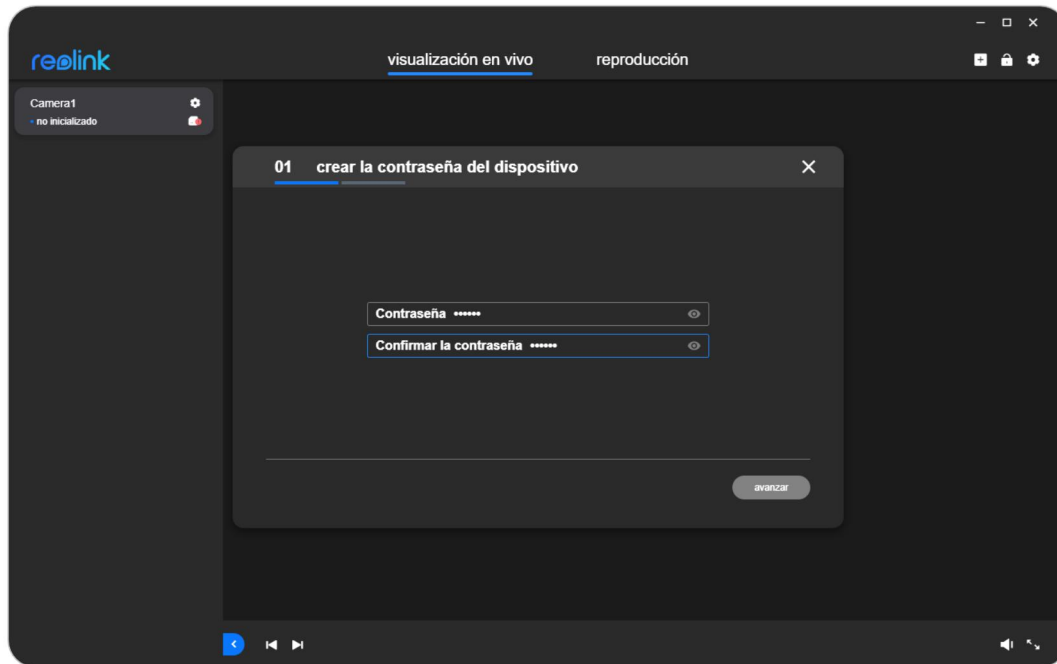 reolink
visualización en vivo
reproducción
Camera1
no inicializado
01 crear la contraseña del dispositivo
Contraseña ••••••
Confirmar la contraseña ••••••
avanzar